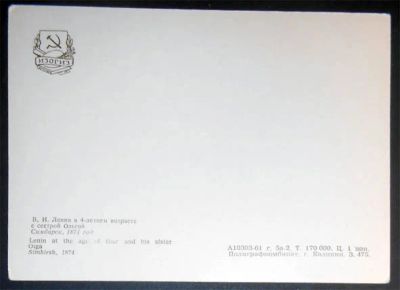 ИЗОГИЗ
В. И. Ленин в 4-летнем возрасте
с сестрой Ольгой
Симбирск, 1874 год
Lenin at the age of four and his sister
Olga
Simbirsk, 1874
А10303-61 г. 5а-2. Т. 170 000. Ц. 1 коп.
Полиграфкомбинат, г. Калинин. З. 475.